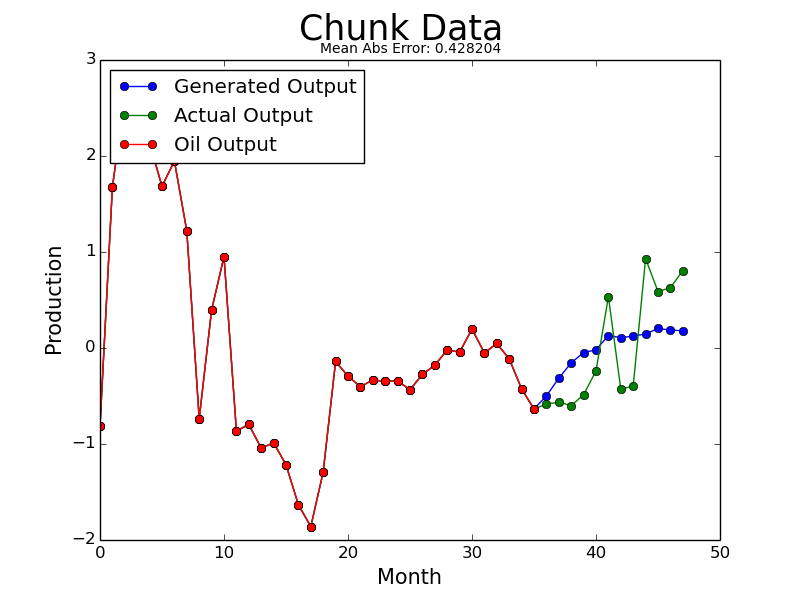 Chunk Data
Mean Abs Error: 0.428204
3
2
1
0
−1
−2
Production
Generated Output
Actual Output
Oil Output
0 10 20 30 40 50
Month